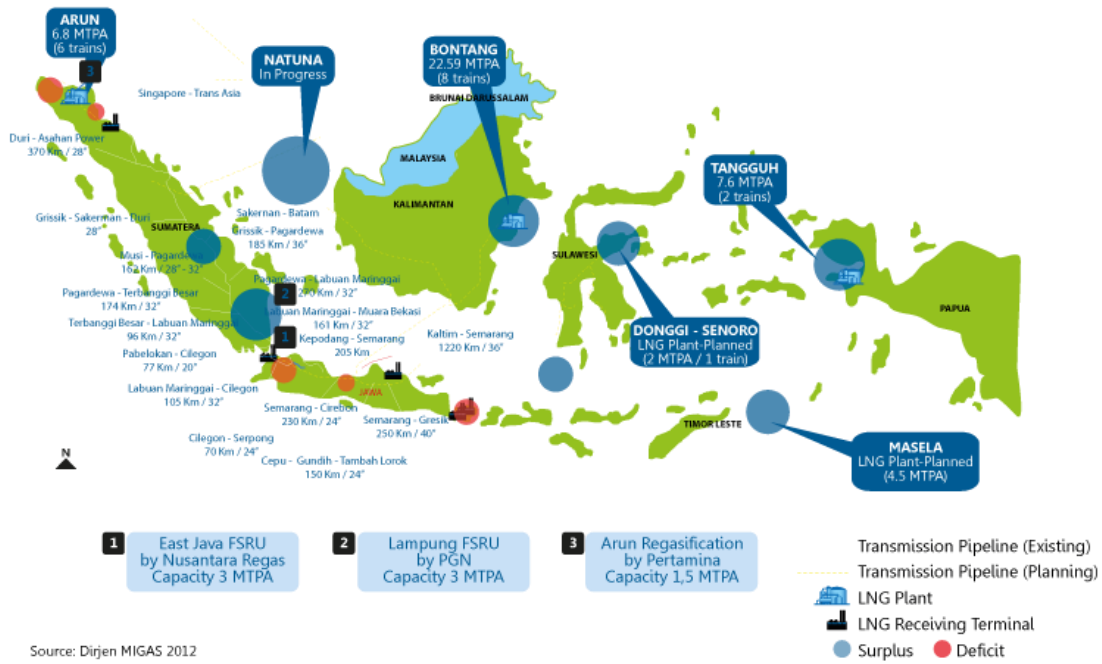 ARUN
6.8 MTPA
(6 trains)
3
NATUNA
In Progress
BONTANG
22.59 MTPA
(8 trains)
Singapore - Trans Asia
BRUNAI DARUSSALAM
Duri - Asahan Power
370 Km / 28"
MALAYSIA
TANGGUH
7.6 MTPA
(2 trains)
KALIMANTAN
Grissik - Sakerman - Duri
28"
SUMATERA
Sakernan - Batam
Grissik - Pagardewa
185 Km / 36"
Musi - Pagardewa
162 Km / 28" - 32"
SULAWESI
Pagardewa - Labuan Maringgai
270 Km / 32"
2
Pagardewa - Terbanggi Besar
174 Km / 32"
PAPUA
Labuan Maringgai - Muara Bekasi
161 Km / 32"
Terbanggi Besar - Labuan Maringgai
96 Km / 32"
1
Kepodang - Semarang
205 Km
Kaltim - Semarang
1220 Km / 36"
DONGGI - SENORO
LNG Plant-Planned
(2 MTPA / 1 train)
Pabelokan - Cilegon
77 Km / 20"
Labuan Maringgai - Cilegon
105 Km / 32"
JAWA
Semarang - Cirebon
230 Km / 24"
Semarang - Gresik
250 Km / 40"
TIMOR LESTE
Cilegon - Serpong
70 Km / 24"
Cepu - Gundih - Tambah Lorok
150 Km / 24"
MASELA
LNG Plant-Planned
(4.5 MTPA)
N
1
East Java FSRU
by Nusantara Regas
Capacity 3 MTPA
2
Lampung FSRU
by PGN
Capacity 3 MTPA
3
Arun Regasification
by Pertamina
Capacity 1,5 MTPA
Transmission Pipeline (Existing)
Transmission Pipeline (Planning)
LNG Plant
LNG Receiving Terminal
Surplus
Deficit
Source: Dirjen MIGAS 2012